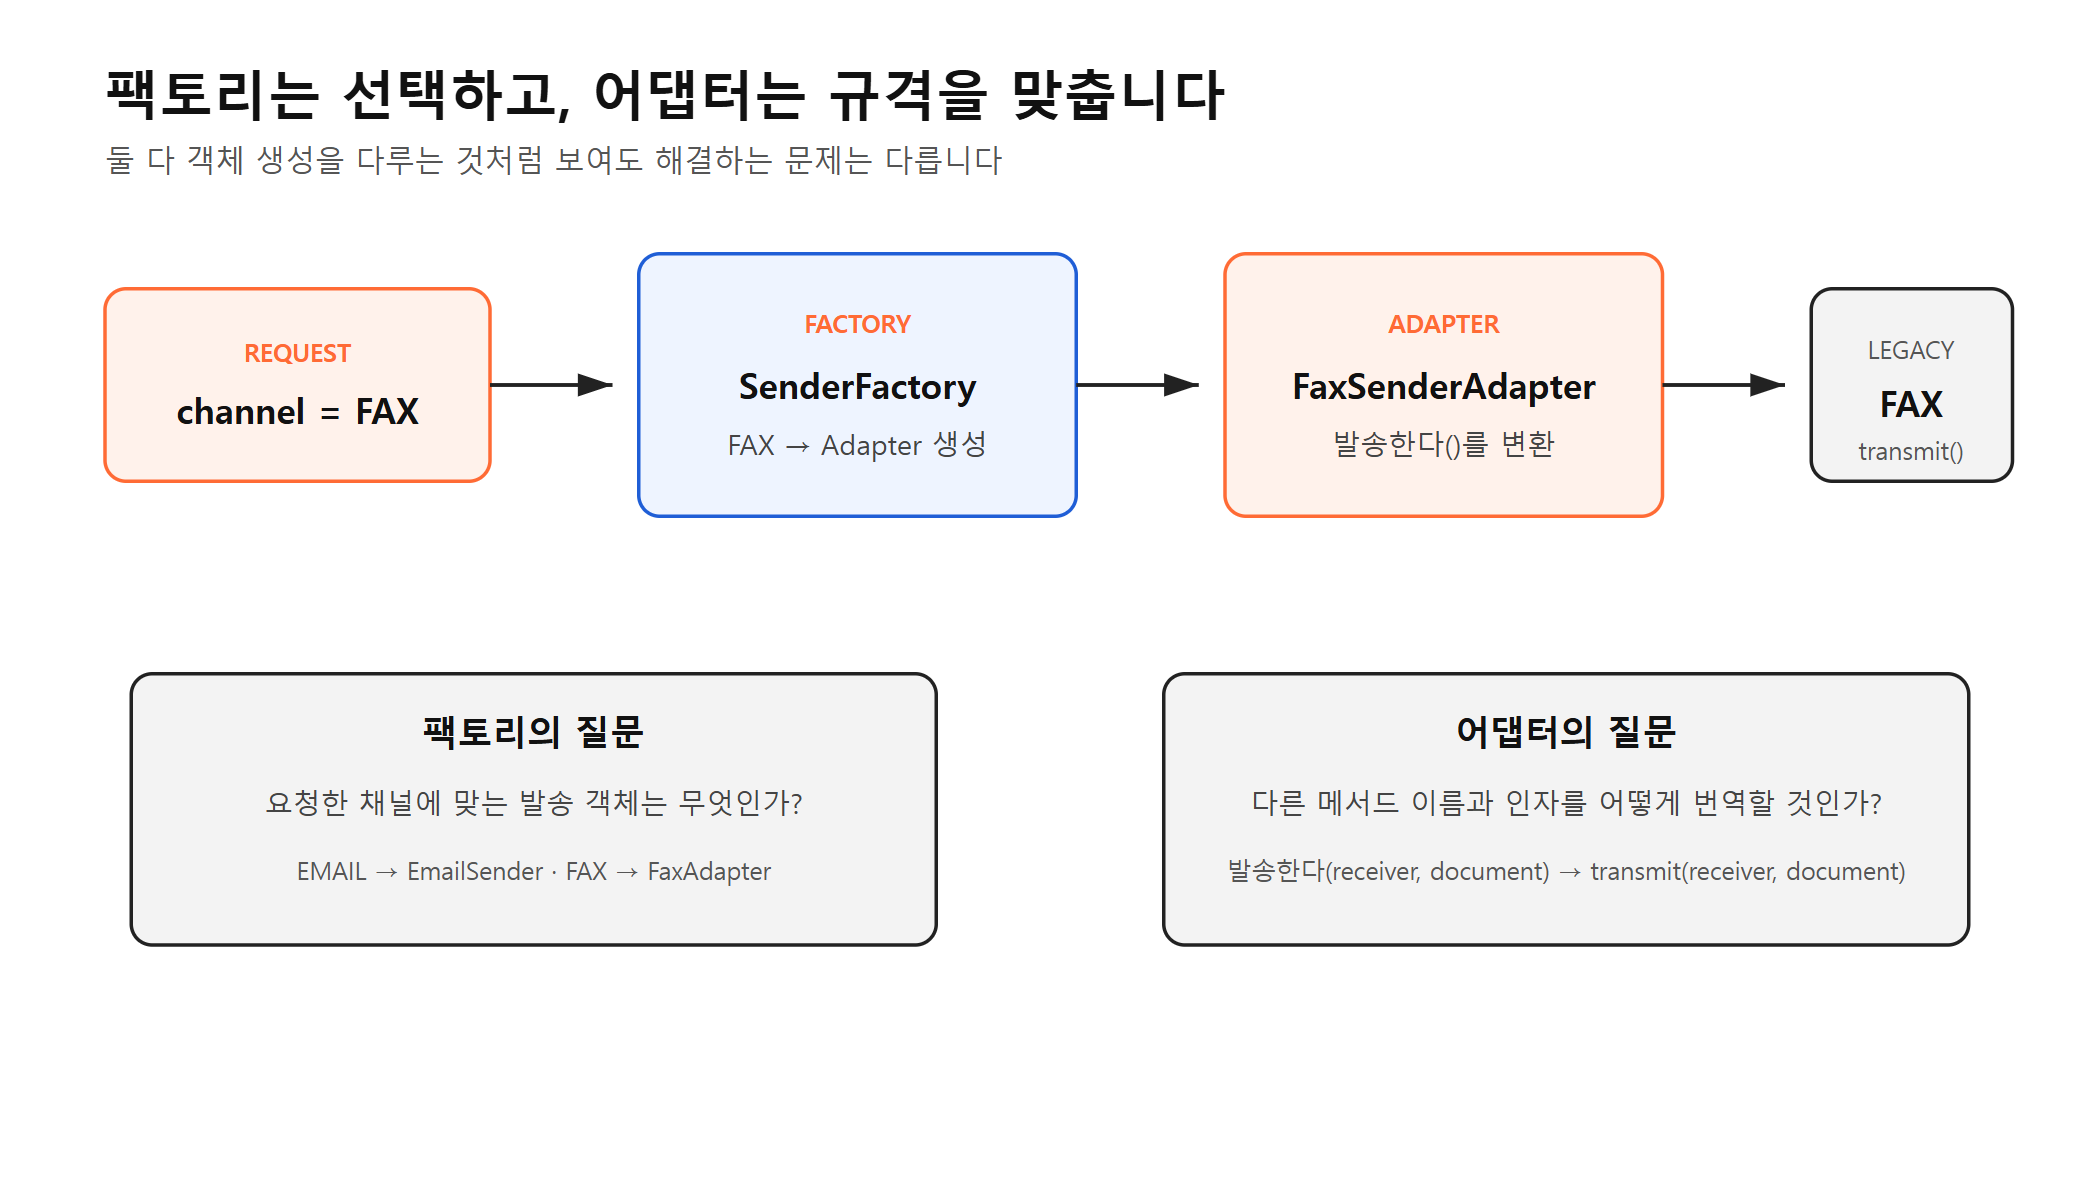 팩토리는 선택하고, 어댑터는 규격을 맞춥니다
둘 다 객체 생성을 다루는 것처럼 보여도 해결하는 문제는 다릅니다
REQUEST
channel = FAX
FACTORY
SenderFactory
FAX → Adapter 생성
ADAPTER
FaxSenderAdapter
발송한다()를 변환
LEGACY
FAX
transmit()
팩토리의 질문
요청한 채널에 맞는 발송 객체는 무엇인가?
EMAIL → EmailSender · FAX → FaxAdapter
어댑터의 질문
다른 메서드 이름과 인자를 어떻게 번역할 것인가?
발송한다(receiver, document) → transmit(receiver, document)